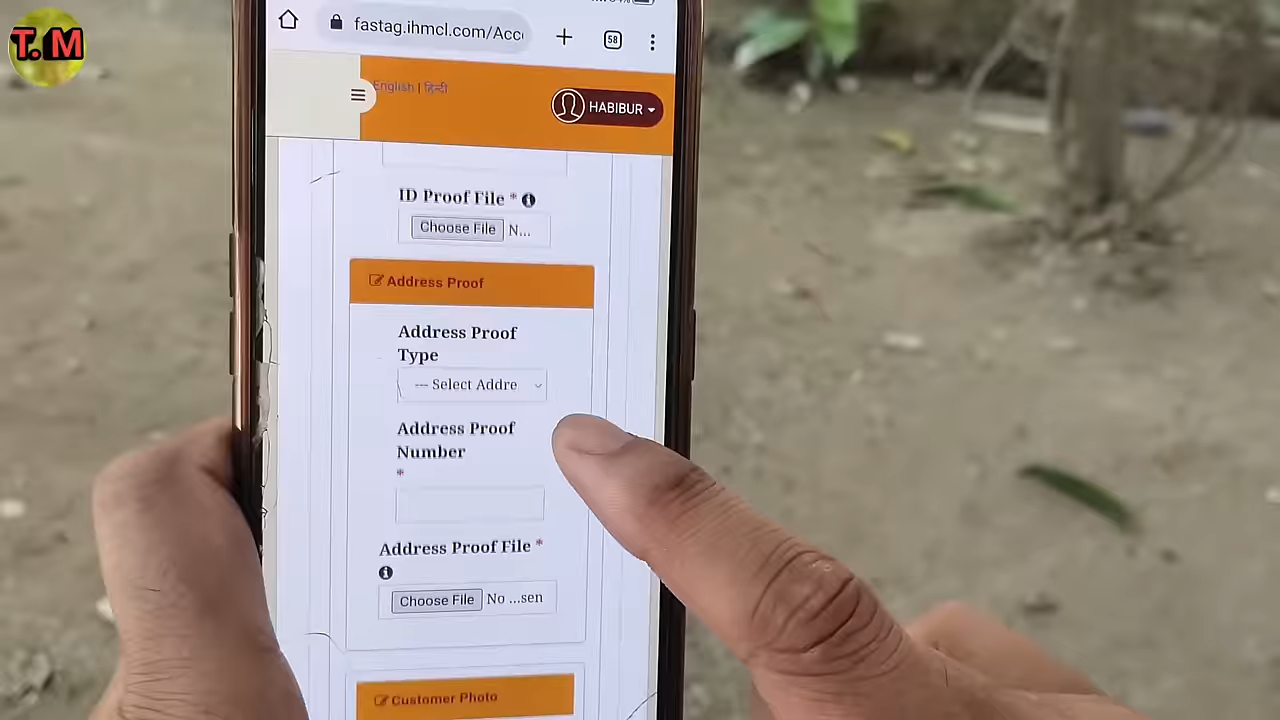 T. M
fastag.ihmcl.com/Acc
58
English | हिन्दी
HABIBUR
ID Proof File *
Choose File N...
Address Proof
Address Proof
Type
--- Select Addre
Address Proof
Number
*
Address Proof File *
Choose File No ...sen
Customer Photo